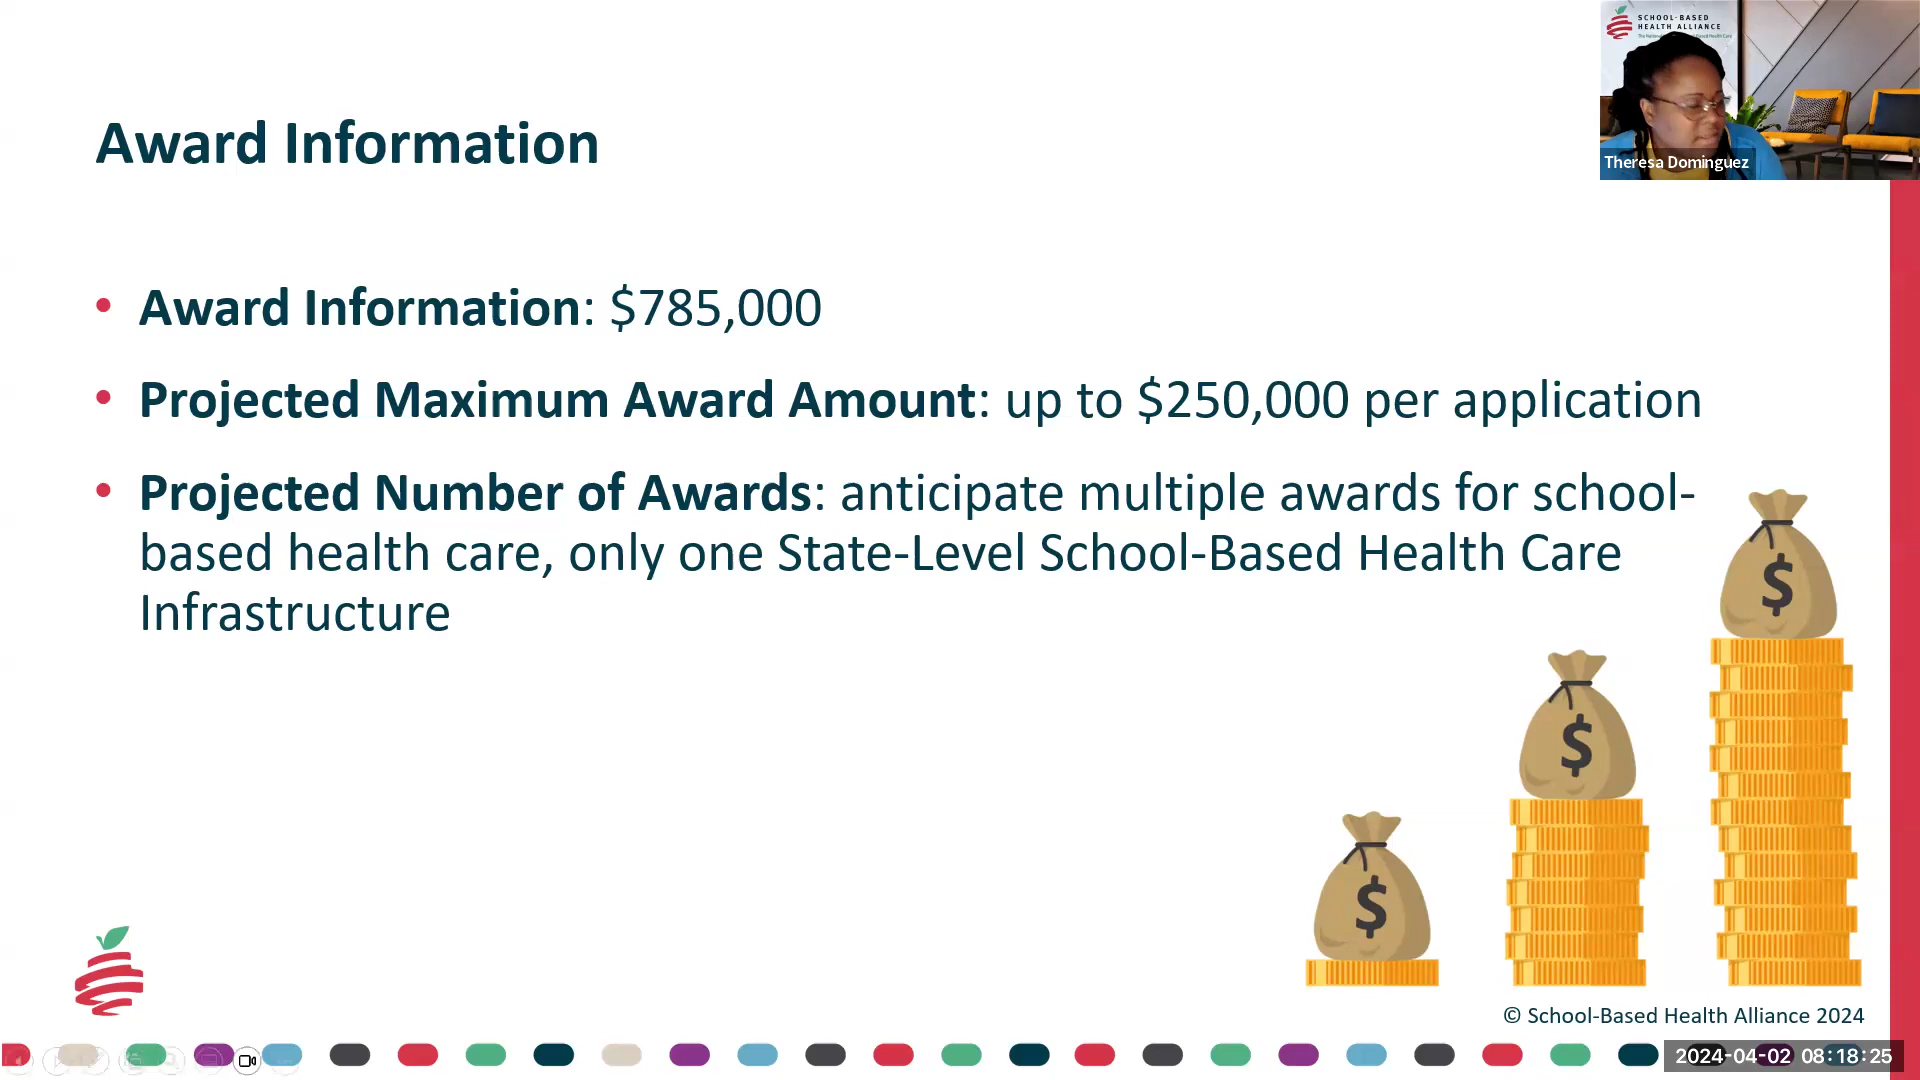 SCHOOL-BASED
HEALTH ALLIANCE
Theresa Dominguez
Award Information
• Award Information: $785,000
• Projected Maximum Award Amount: up to $250,000 per application
• Projected Number of Awards: anticipate multiple awards for school-
based health care, only one State-Level School-Based Health Care
Infrastructure
$
$
$
© School-Based Health Alliance 2024
2024-04-02 08:18:25